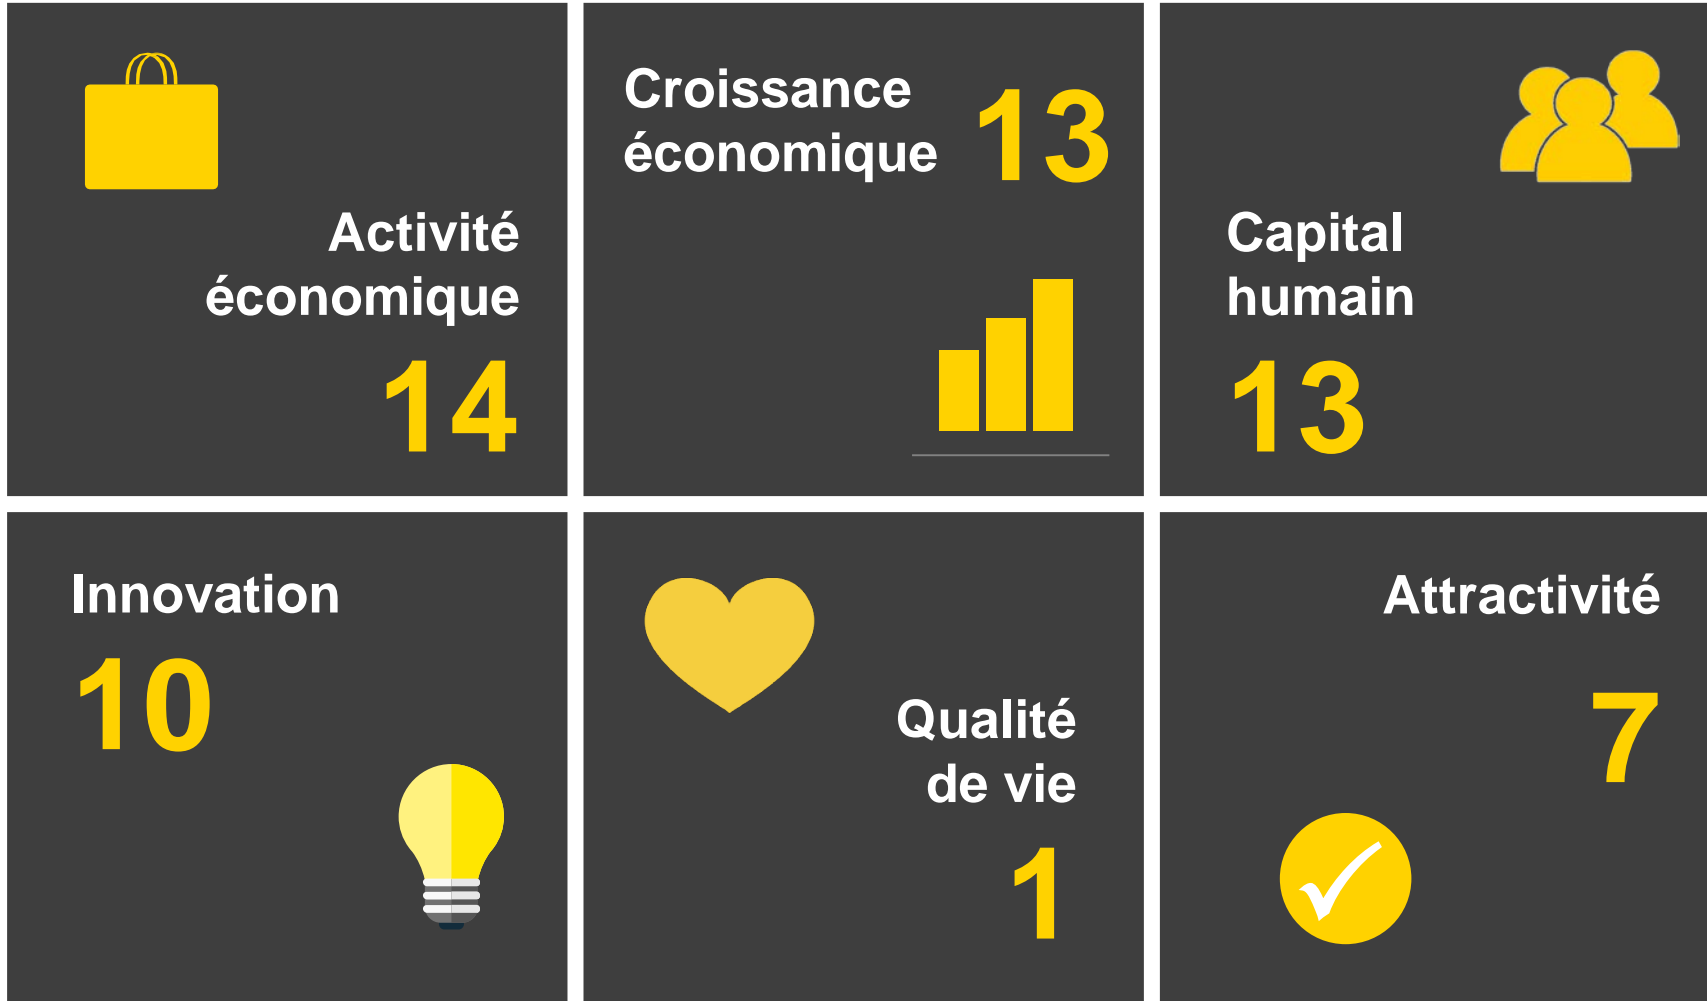 Activité
économique
14
Croissance
économique
13
Capital
humain
13
Innovation
10
Qualité
de vie
1
Attractivité
7